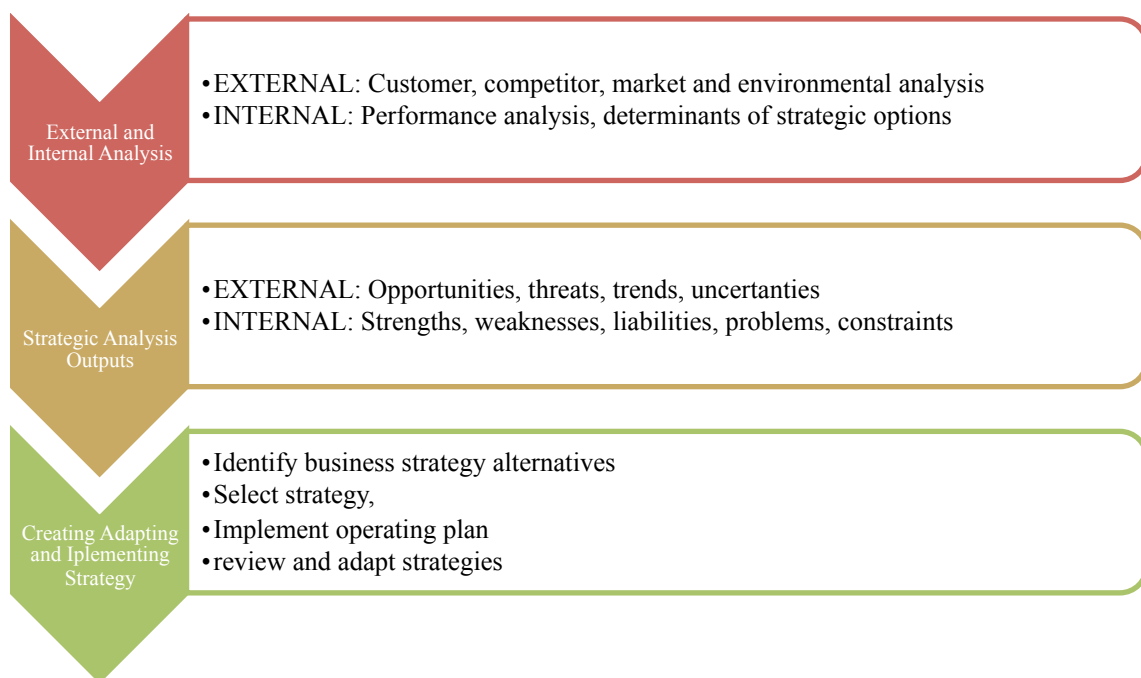 External and
Internal Analysis
•EXTERNAL: Customer, competitor, market and environmental analysis
•INTERNAL: Performance analysis, determinants of strategic options
Strategic Analysis
Outputs
•EXTERNAL: Opportunities, threats, trends, uncertanties
•INTERNAL: Strengths, weaknesses, liabilities, problems, constraints
Creating Adapting
and Iplementing
Strategy
•Identify business strategy alternatives
•Select strategy,
•Implement operating plan
•review and adapt strategies